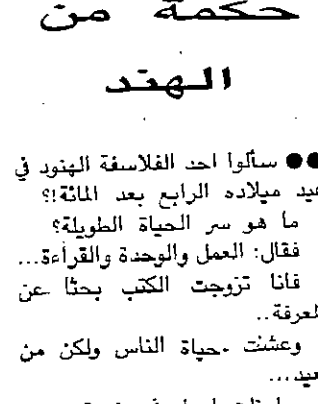 حكمة من
الهند
●● سألوا احد الفلاسفة الهنود في
عيد ميلاده الرابع بعد المائة!؟
ما هو سر الحياة الطويلة؟
فقال: العمل والوحدة والقراءة...
فانا تزوجت الكتب بحثا عن
المعرفة..
وعشت حياة الناس ولكن من
بعيد...